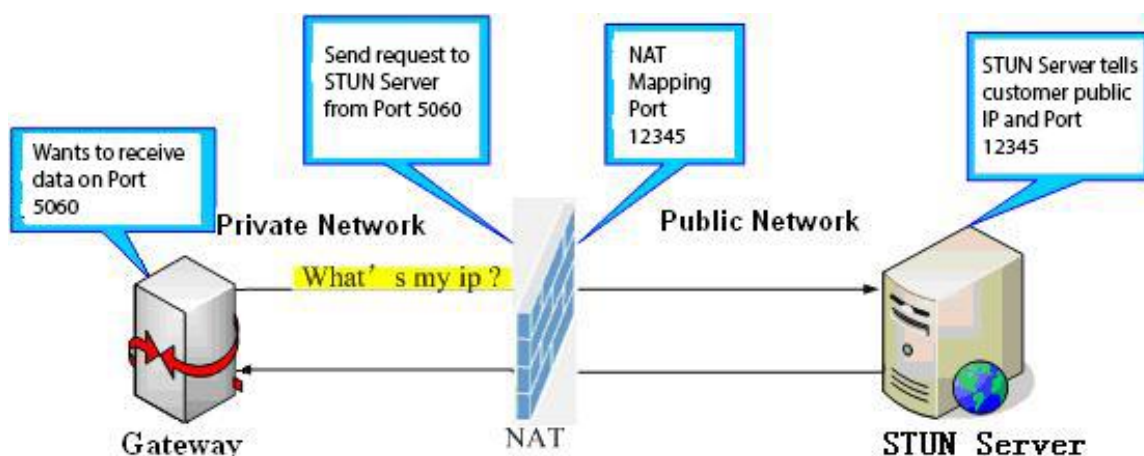 Send request to
STUN Server
from Port 5060
NAT
Mapping
Port
12345
STUN Server tells
customer public
IP and Port
12345
Wants to receive
data on Port
5060
Private Network
Public Network
What's my ip ?
Gateway
NAT
STUN Server